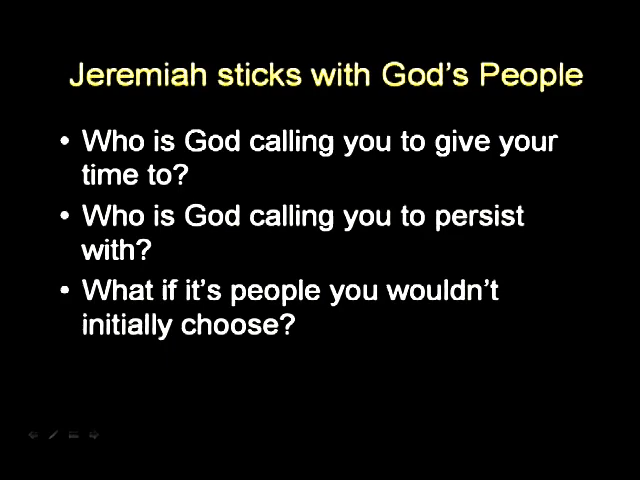 Jeremiah sticks with God's People
• Who is God calling you to give your
time to?
• Who is God calling you to persist
with?
• What if it's people you wouldn't
initially choose?